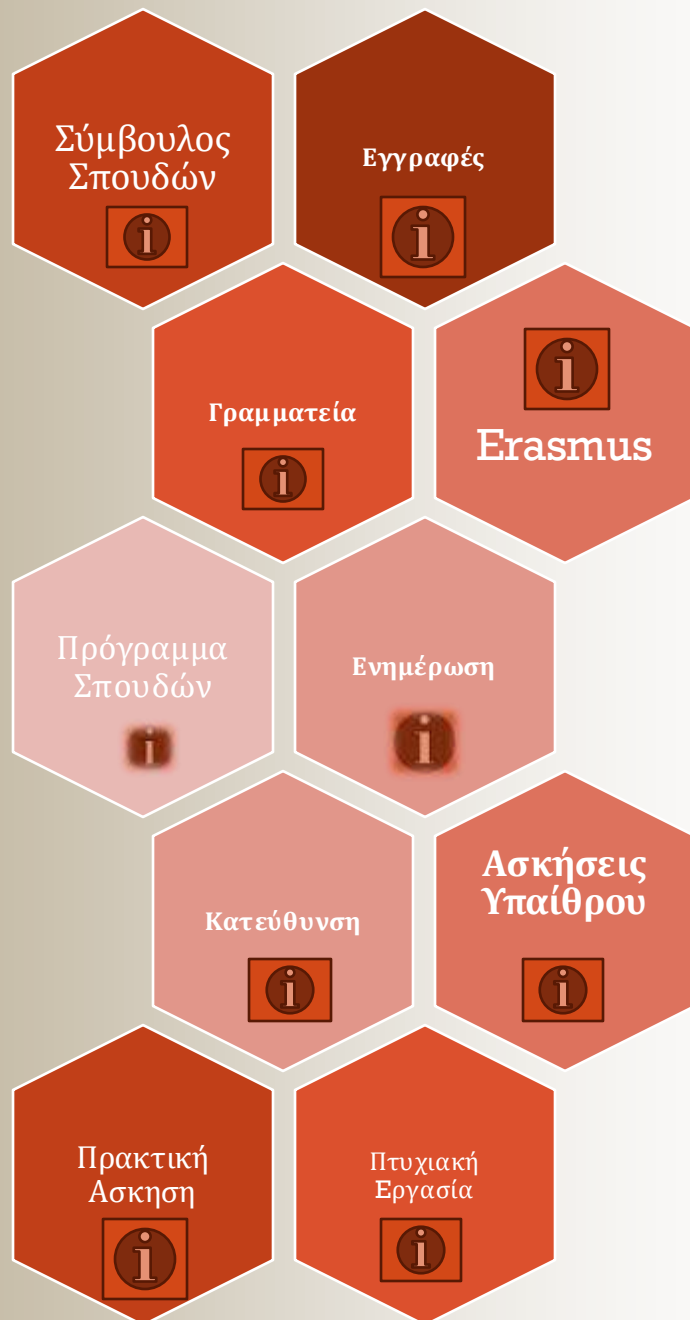 Σύμβουλος
Σπουδών
Εγγραφές
Γραμματεία
Erasmus
Πρόγραμμα
Σπουδών
Ενημέρωση
Κατεύθυνση
Ασκήσεις
Υπαίθρου
Πρακτική
Ασκηση
Πτυχιακή
Εργασία